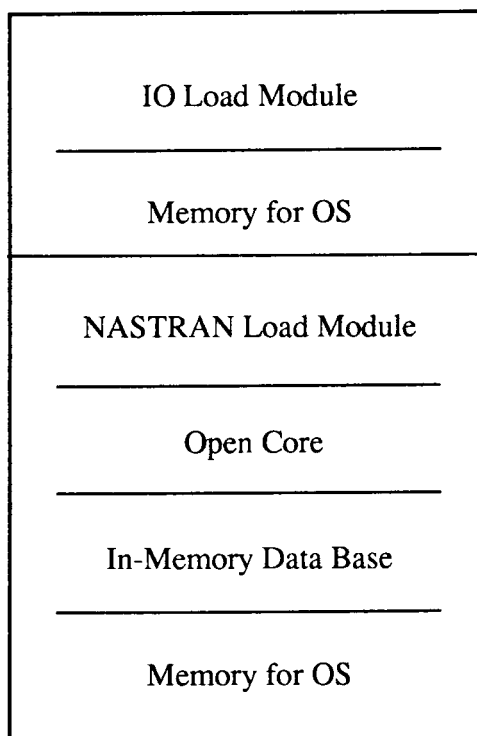 IO Load Module
Memory for OS
NASTRAN Load Module
Open Core
In-Memory Data Base
Memory for OS